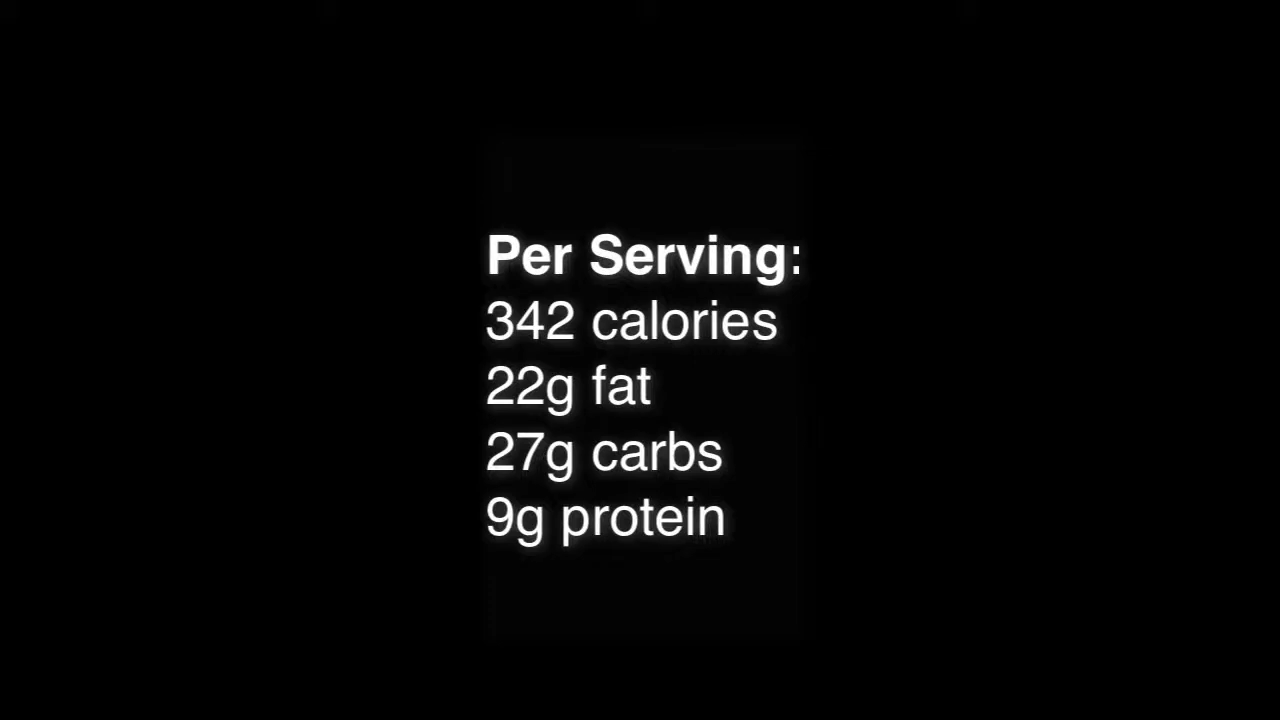 Per Serving:
342 calories
22g fat
27g carbs
9g protein